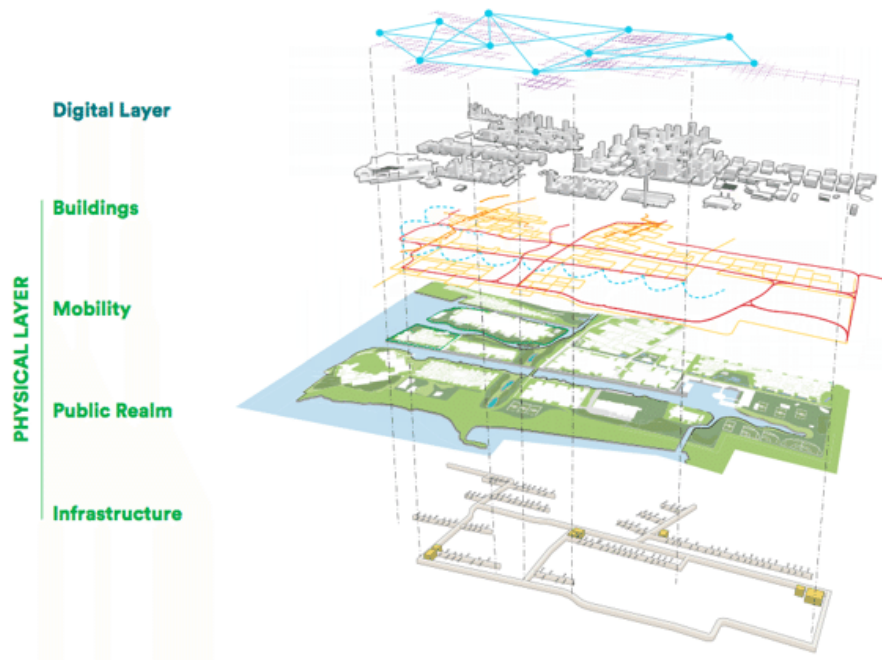 Digital Layer
Buildings
PHYSICAL LAYER
Mobility
Public Realm
Infrastructure